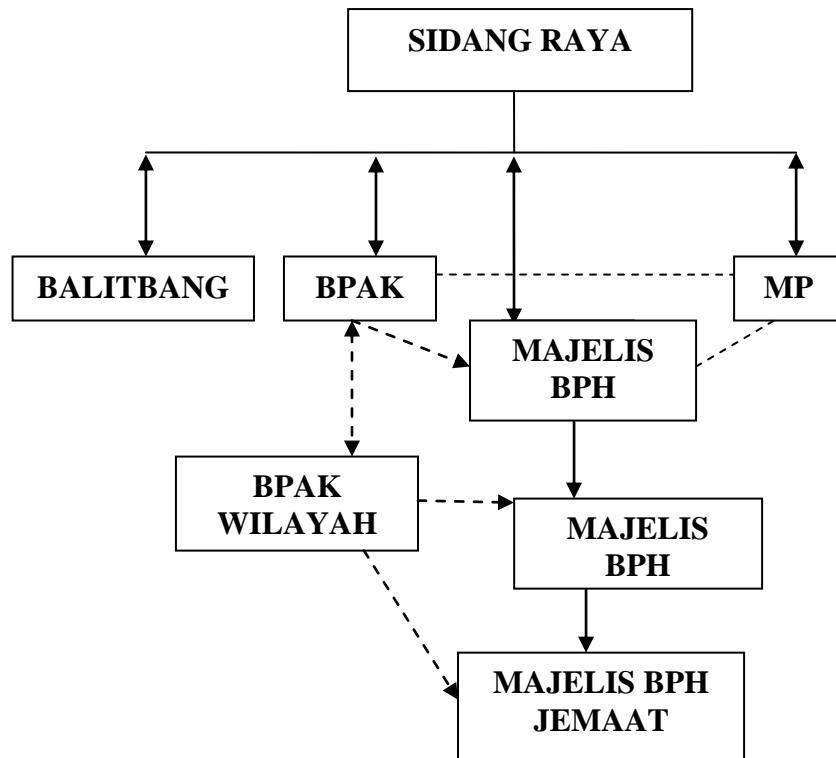 SIDANG RAYA
BALITBANG
BPAK
MP
MAJELIS
BPH
BPAK
WILAYAH
MAJELIS
BPH
MAJELIS BPH
JEMAAT